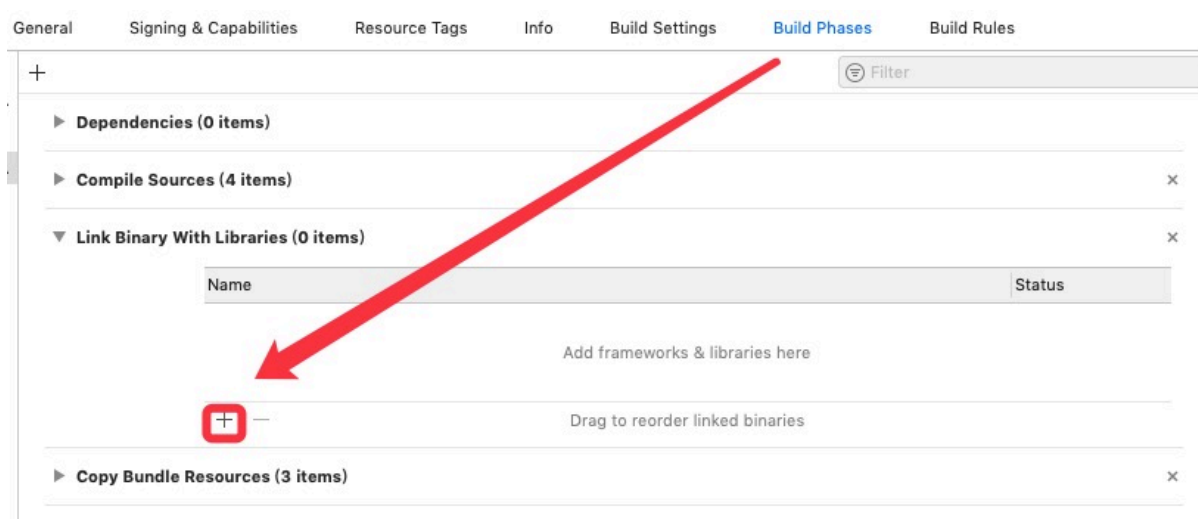 General Signing & Capabilities Resource Tags Info Build Settings Build Phases Build Rules
+ Filter
Dependencies (0 items)
Compile Sources (4 items) ×
Link Binary With Libraries (0 items) ×
Name Status
Add frameworks & libraries here
+ − Drag to reorder linked binaries
Copy Bundle Resources (3 items) ×